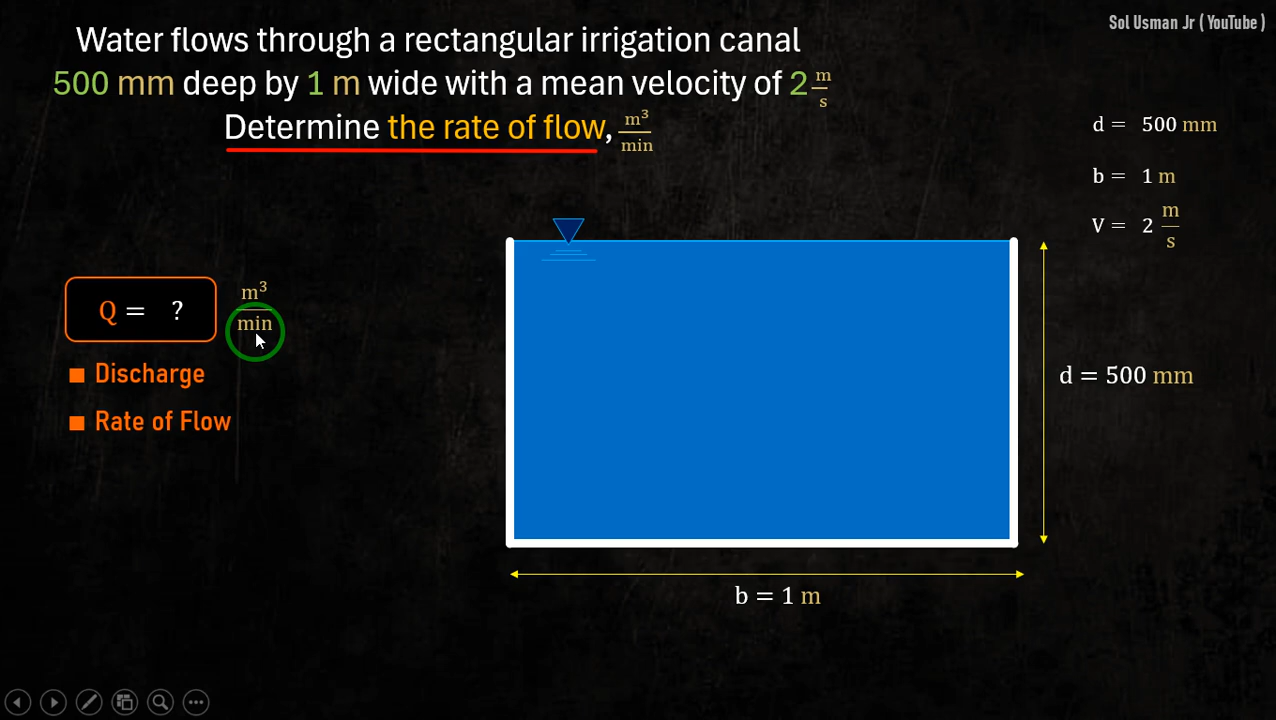 Sol Usman Jr ( YouTube )
Water flows through a rectangular irrigation canal
500 mm deep by 1 m wide with a mean velocity of 2 m/s
Determine the rate of flow, m³/min
d = 500 mm
b = 1 m
V = 2 m/s
Q = ? m³/min
Discharge
Rate of Flow
d = 500 mm
b = 1 m